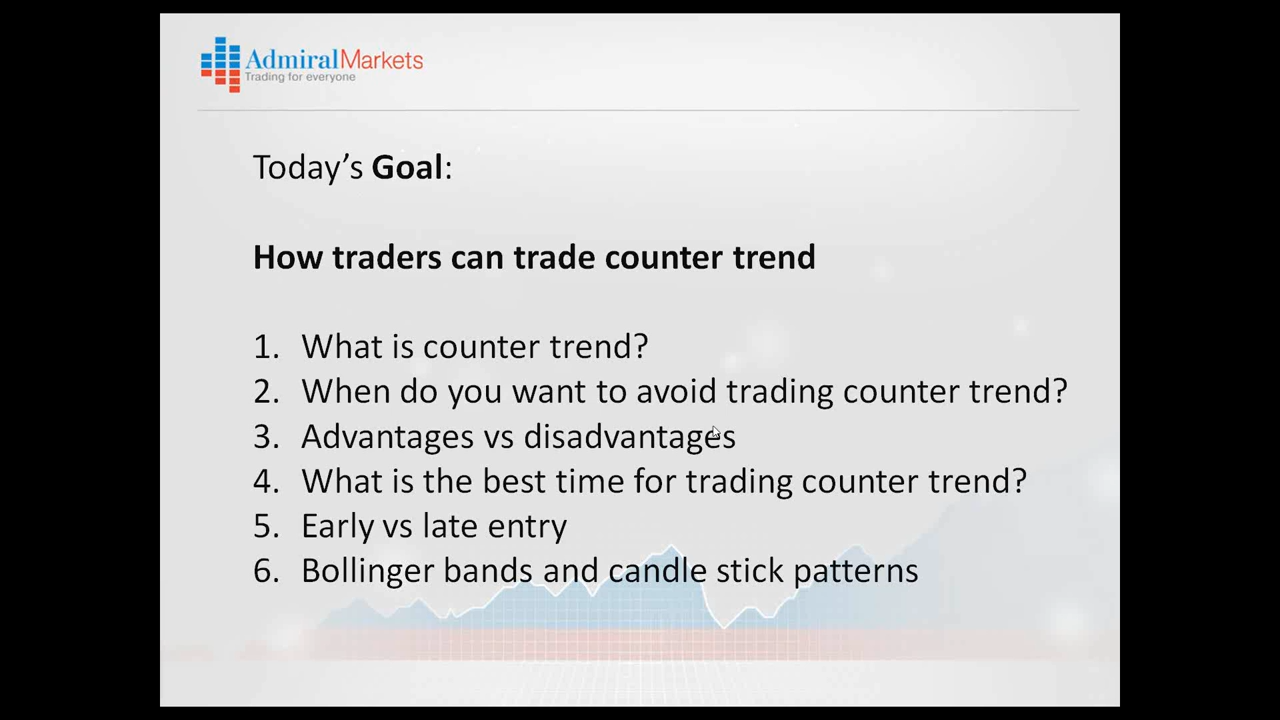 AdmiralMarkets
Trading for everyone
Today’s Goal:
How traders can trade counter trend
1. What is counter trend?
2. When do you want to avoid trading counter trend?
3. Advantages vs disadvantages
4. What is the best time for trading counter trend?
5. Early vs late entry
6. Bollinger bands and candle stick patterns